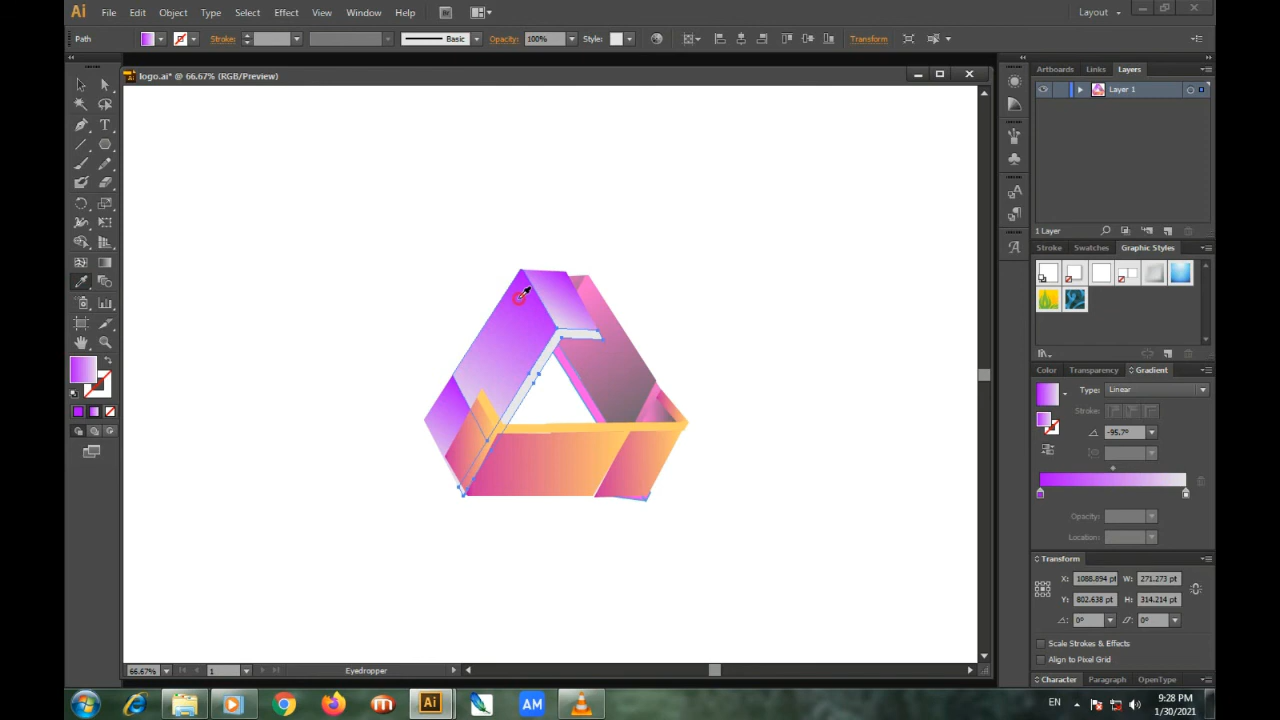 Ai File Edit Object Type Select Effect View Window Help Br Layout
Path Stroke: Basic Opacity: 100% Style: Transform
logo.ai* @ 66.67% (RGB/Preview)
Artboards Links Layers
Layer 1
1 Layer
Stroke Swatches Graphic Styles
Color Transparency Gradient
Type: Linear
Stroke:
-95.7°
Opacity:
Location:
Transform
X: 1088.894 pt W: 271.273 pt
Y: 802.638 pt H: 314.214 pt
0° 0°
Scale Strokes & Effects
Align to Pixel Grid
Character Paragraph OpenType
66.67% 1 Eyedropper
Ai AM EN 9:28 PM
1/30/2021